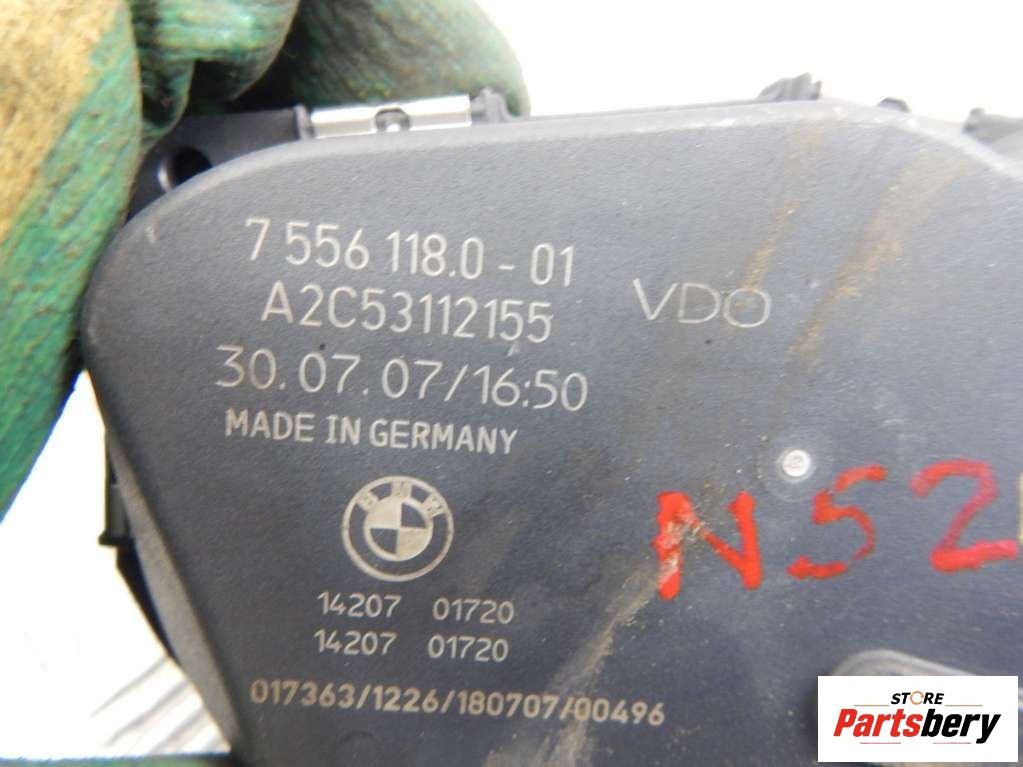 7 556 118.0 - 01
A2C53112155
VDO
30.07.07/16:50
MADE IN GERMANY
BMW
N52
14207 01720
14207 01720
017363/1226/180707/00496
STORE
Partsbery